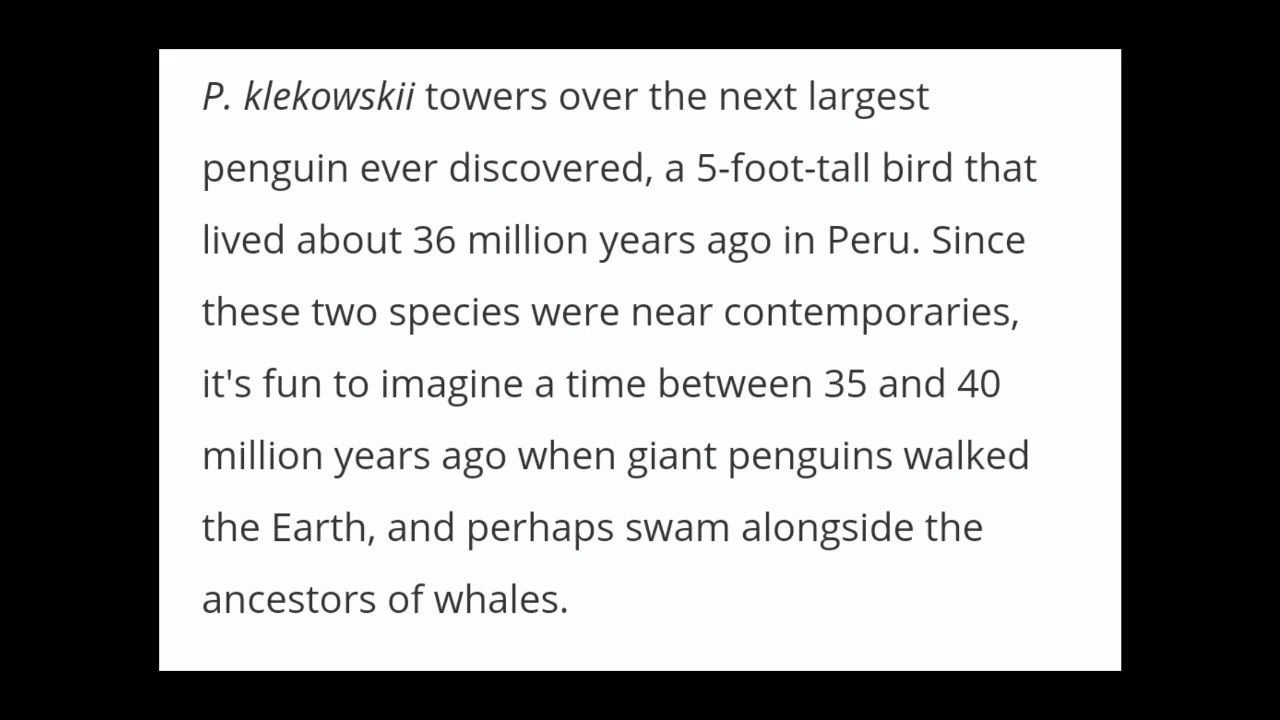 P. klekowskii towers over the next largest
penguin ever discovered, a 5-foot-tall bird that
lived about 36 million years ago in Peru. Since
these two species were near contemporaries,
it's fun to imagine a time between 35 and 40
million years ago when giant penguins walked
the Earth, and perhaps swam alongside the
ancestors of whales.